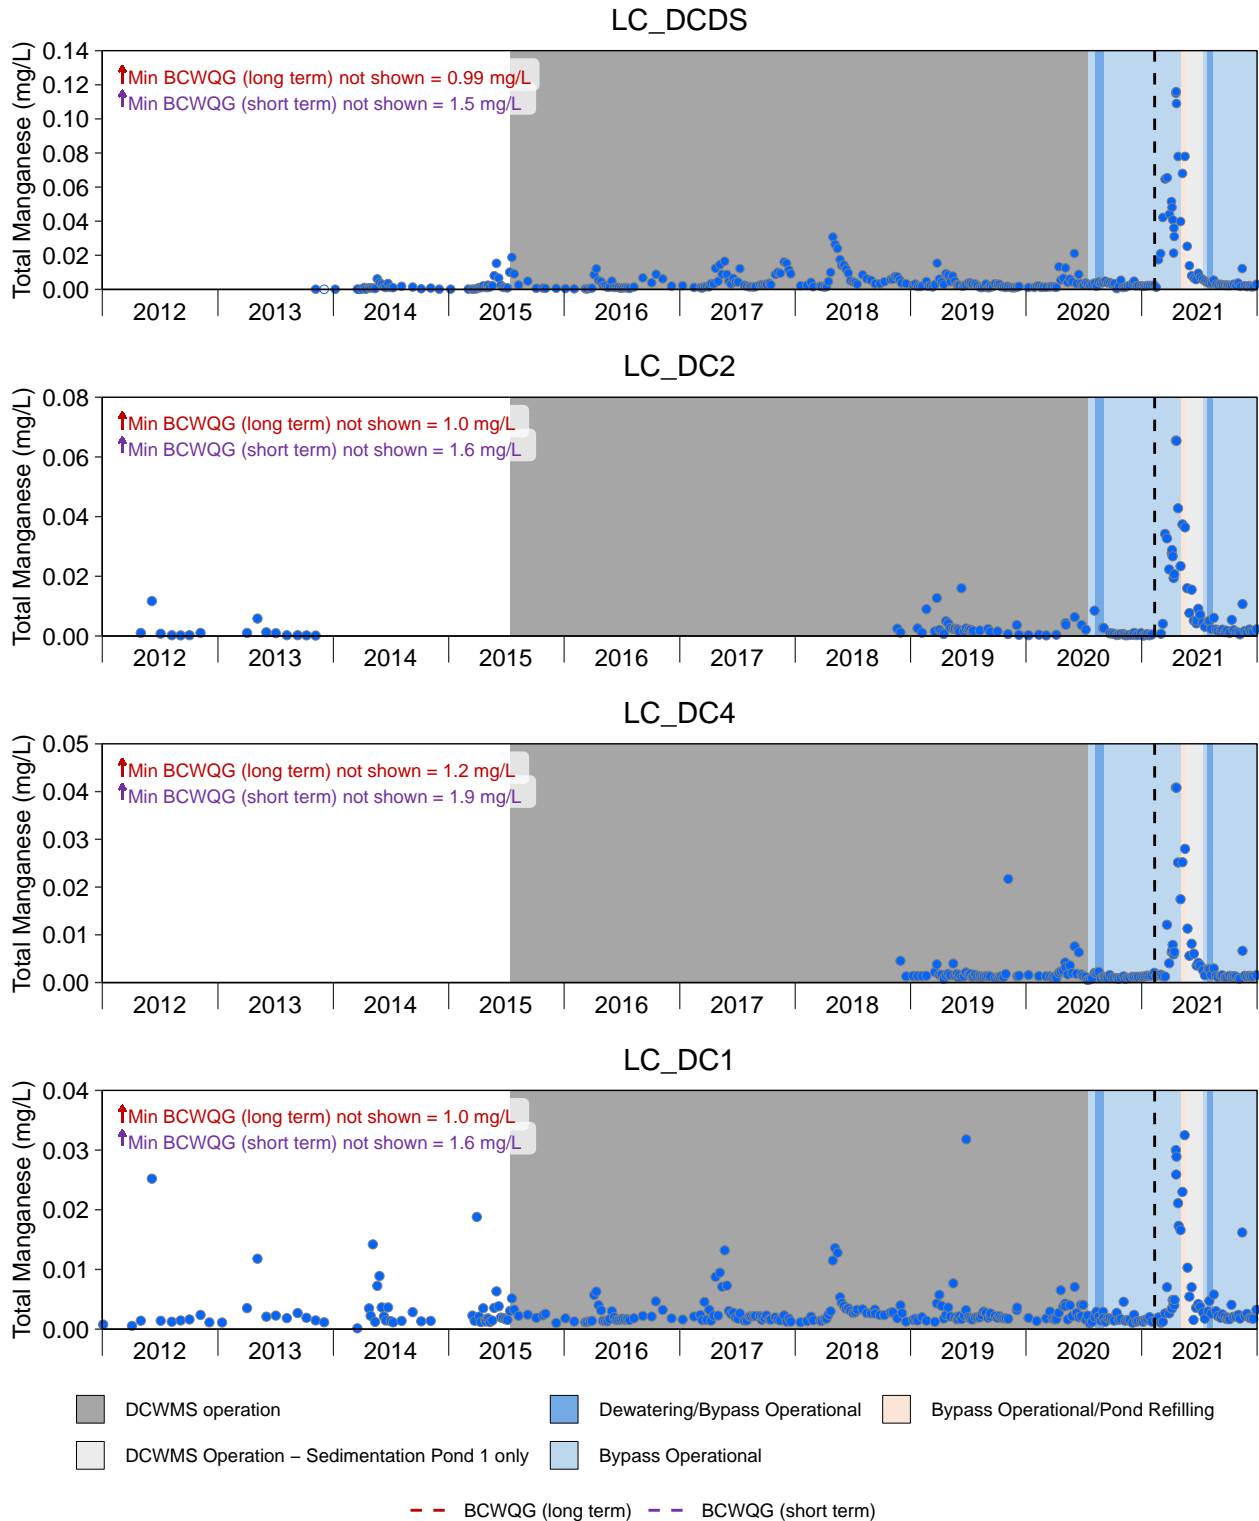 LC_DCDS
Total Manganese (mg/L)
0.14
0.12
0.10
0.08
0.06
0.04
0.02
0.00
Min BCWQG (long term) not shown = 0.99 mg/L
Min BCWQG (short term) not shown = 1.5 mg/L
2012 2013 2014 2015 2016 2017 2018 2019 2020 2021
LC_DC2
Total Manganese (mg/L)
0.08
0.06
0.04
0.02
0.00
Min BCWQG (long term) not shown = 1.0 mg/L
Min BCWQG (short term) not shown = 1.6 mg/L
2012 2013 2014 2015 2016 2017 2018 2019 2020 2021
LC_DC4
Total Manganese (mg/L)
0.05
0.04
0.03
0.02
0.01
0.00
Min BCWQG (long term) not shown = 1.2 mg/L
Min BCWQG (short term) not shown = 1.9 mg/L
2012 2013 2014 2015 2016 2017 2018 2019 2020 2021
LC_DC1
Total Manganese (mg/L)
0.04
0.03
0.02
0.01
0.00
Min BCWQG (long term) not shown = 1.0 mg/L
Min BCWQG (short term) not shown = 1.6 mg/L
2012 2013 2014 2015 2016 2017 2018 2019 2020 2021
DCWMS operation
Dewatering/Bypass Operational
Bypass Operational/Pond Refilling
DCWMS Operation – Sedimentation Pond 1 only
Bypass Operational
BCWQG (long term)
BCWQG (short term)